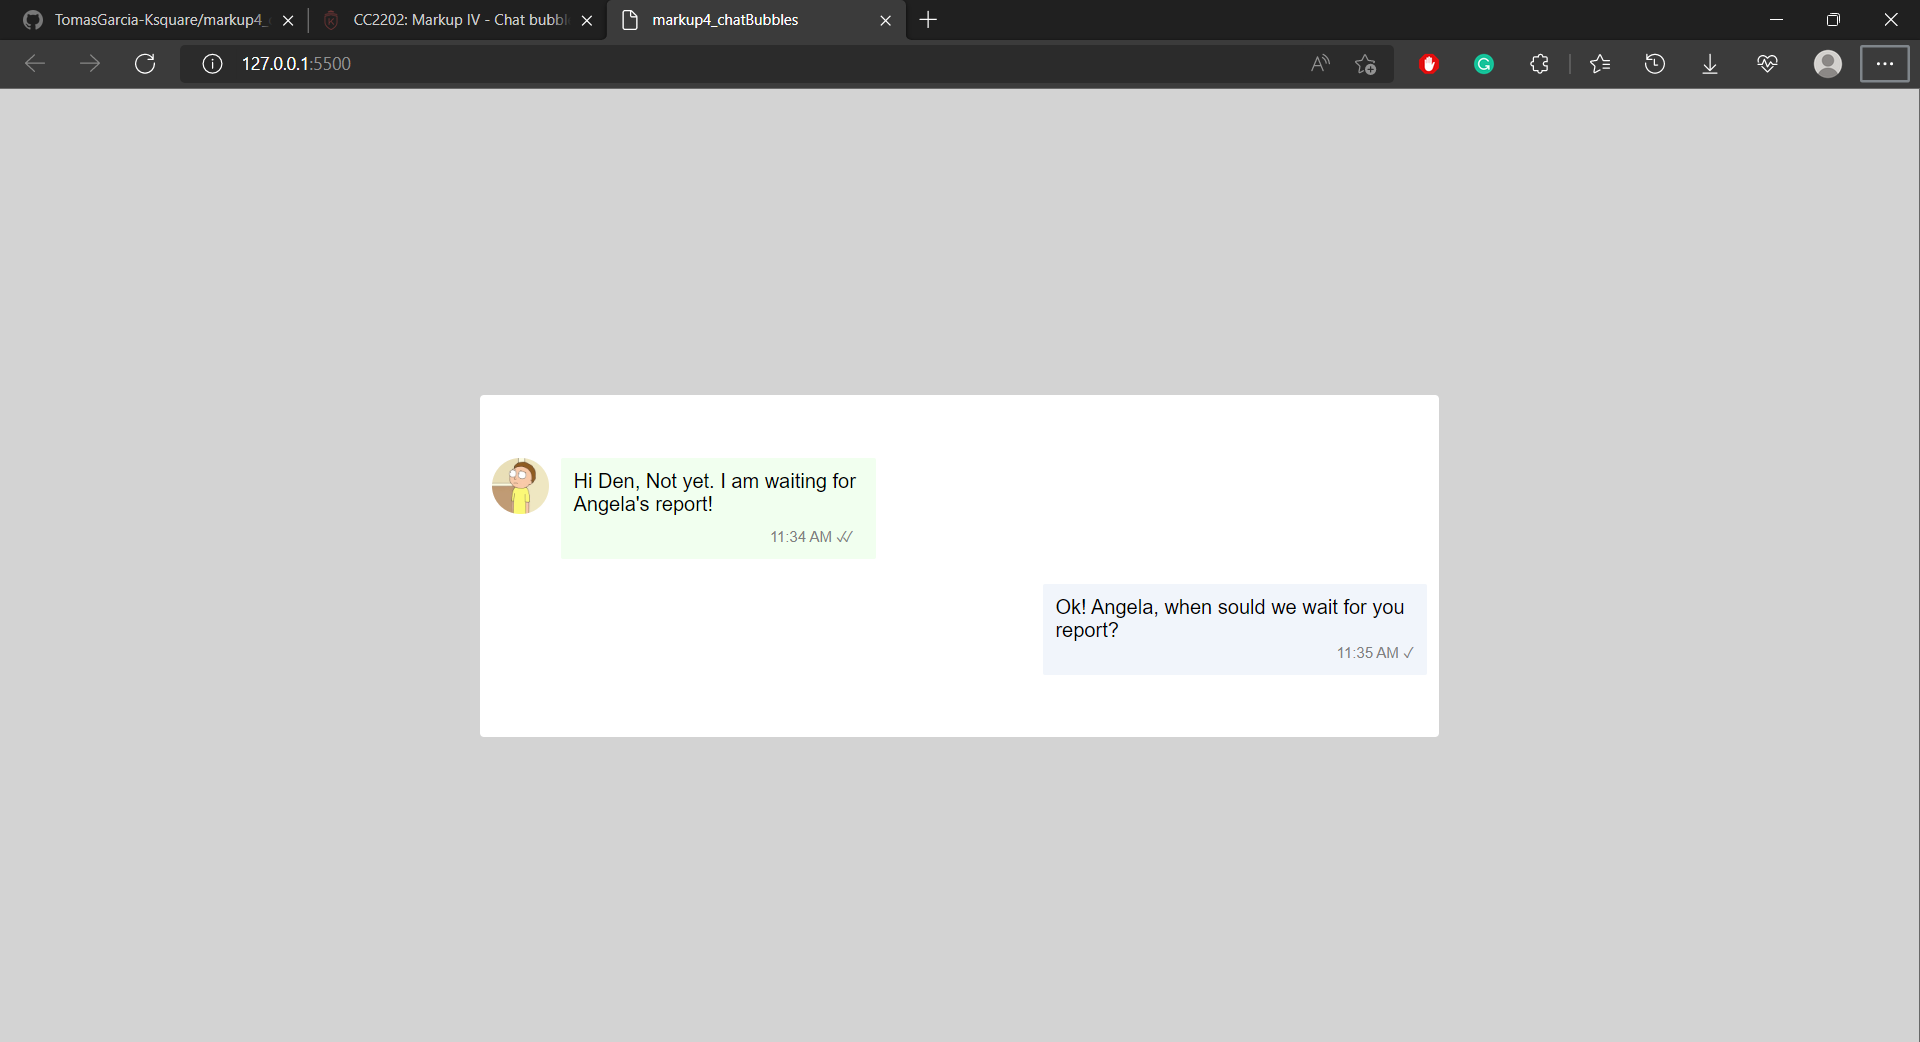 TomasGarcia-Ksquare/markup4_
CC2202: Markup IV - Chat bubbl
markup4_chatBubbles
127.0.0.1:5500
Hi Den, Not yet. I am waiting for
Angela's report!
11:34 AM ✓✓
Ok! Angela, when sould we wait for you
report?
11:35 AM ✓